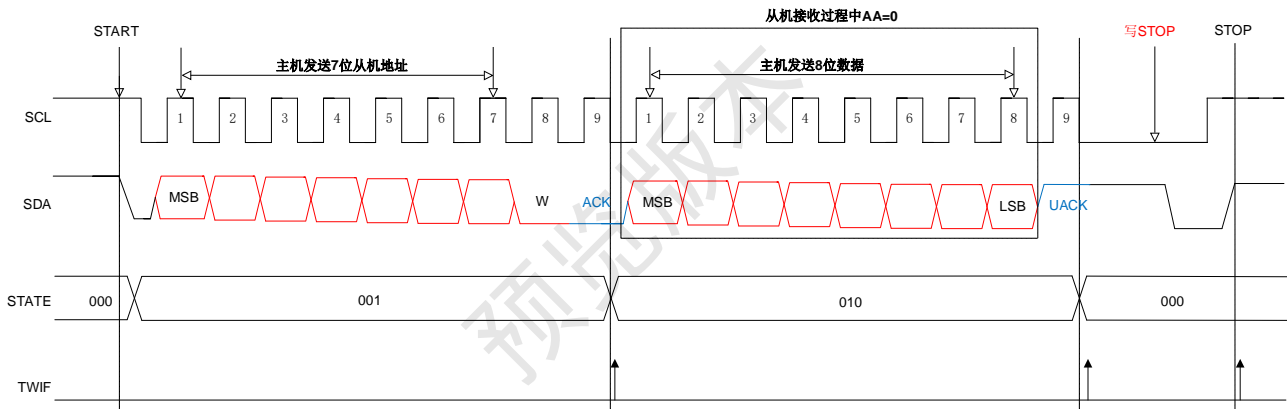 从机接收过程中AA=0
START
写STOP
STOP
主机发送7位从机地址
主机发送8位数据
SCL
1 2 3 4 5 6 7 8 9 1 2 3 4 5 6 7 8 9
SDA
MSB
W
ACK
MSB
LSB
UACK
STATE
000
001
010
000
TWIF
预览版本